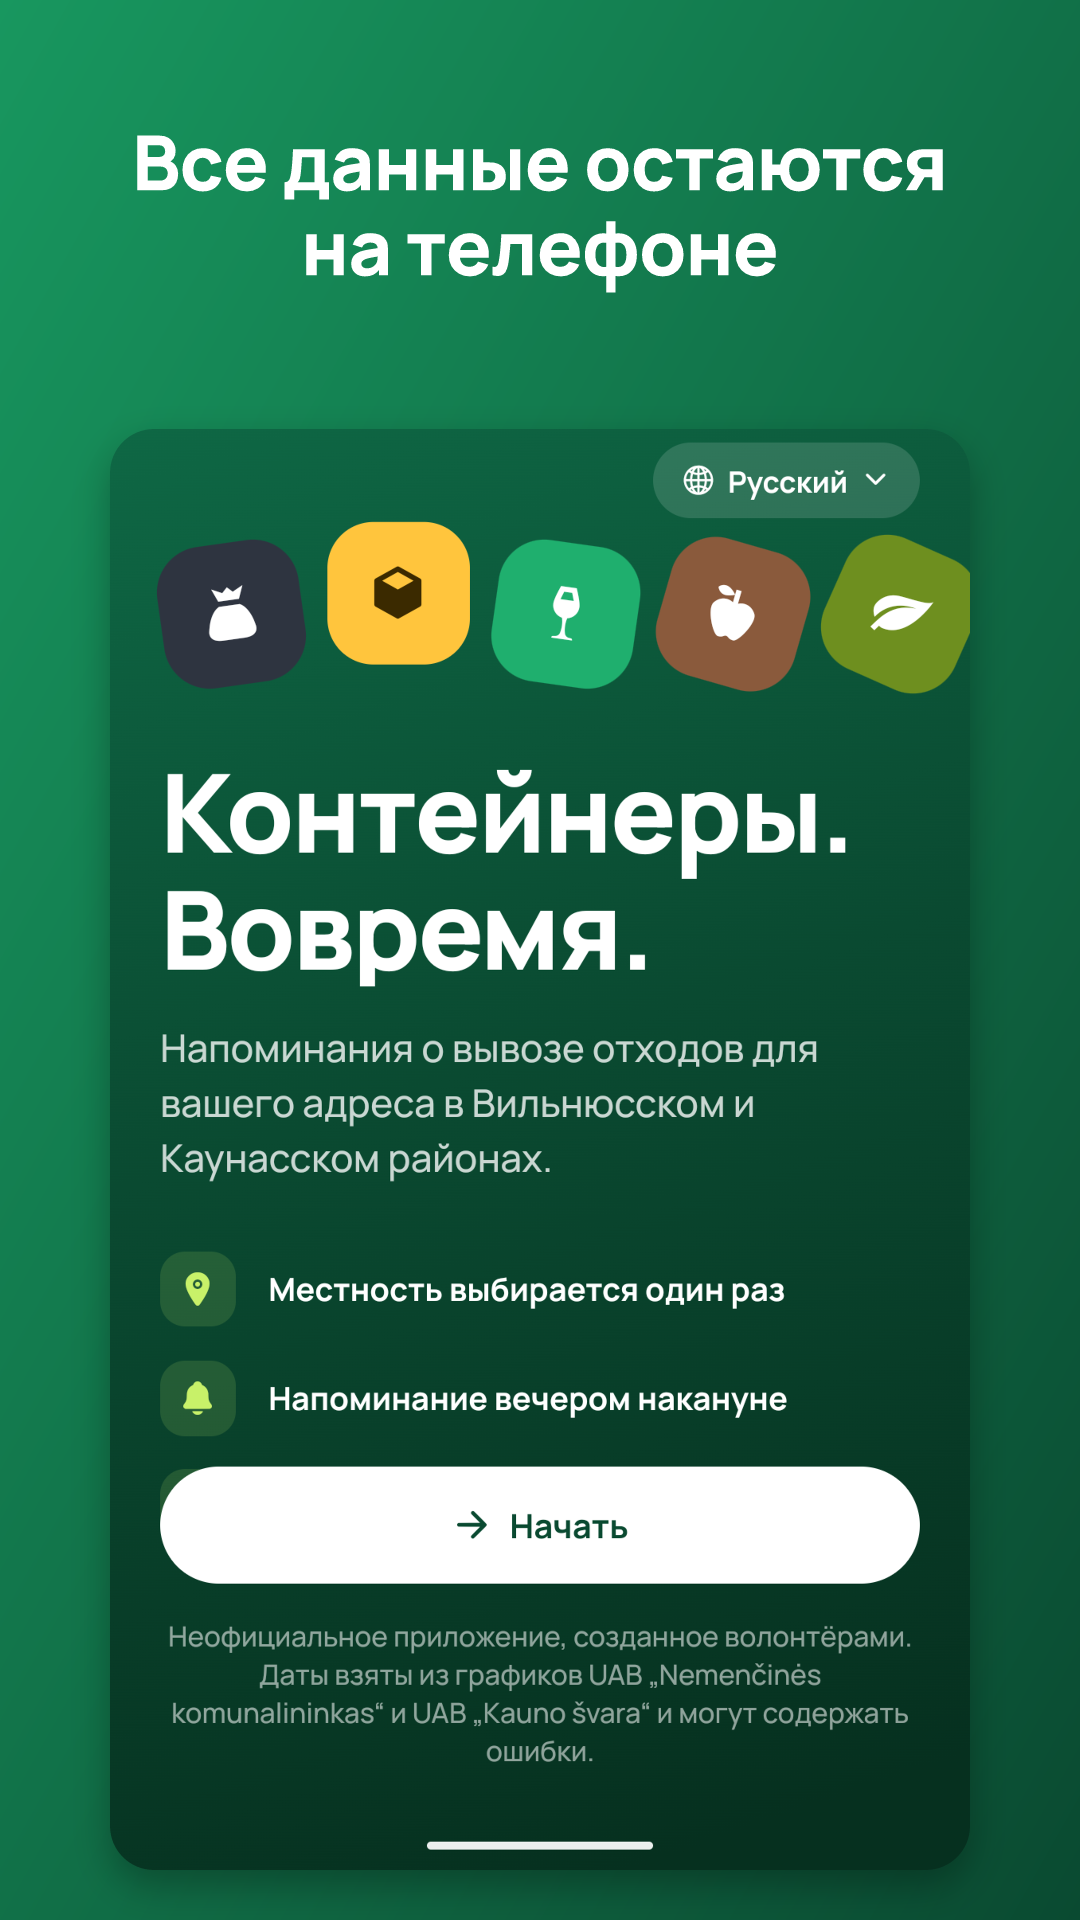 Все данные остаются
на телефоне
Русский
Контейнеры.
Вовремя.
Напоминания о вывозе отходов для
вашего адреса в Вильнюсском и
Каунасском районах.
Местность выбирается один раз
Напоминание вечером накануне
Начать
Неофициальное приложение, созданное волонтёрами.
Даты взяты из графиков UAB „Nemenčinės
komunalininkas“ и UAB „Kauno švara“ и могут содержать
ошибки.